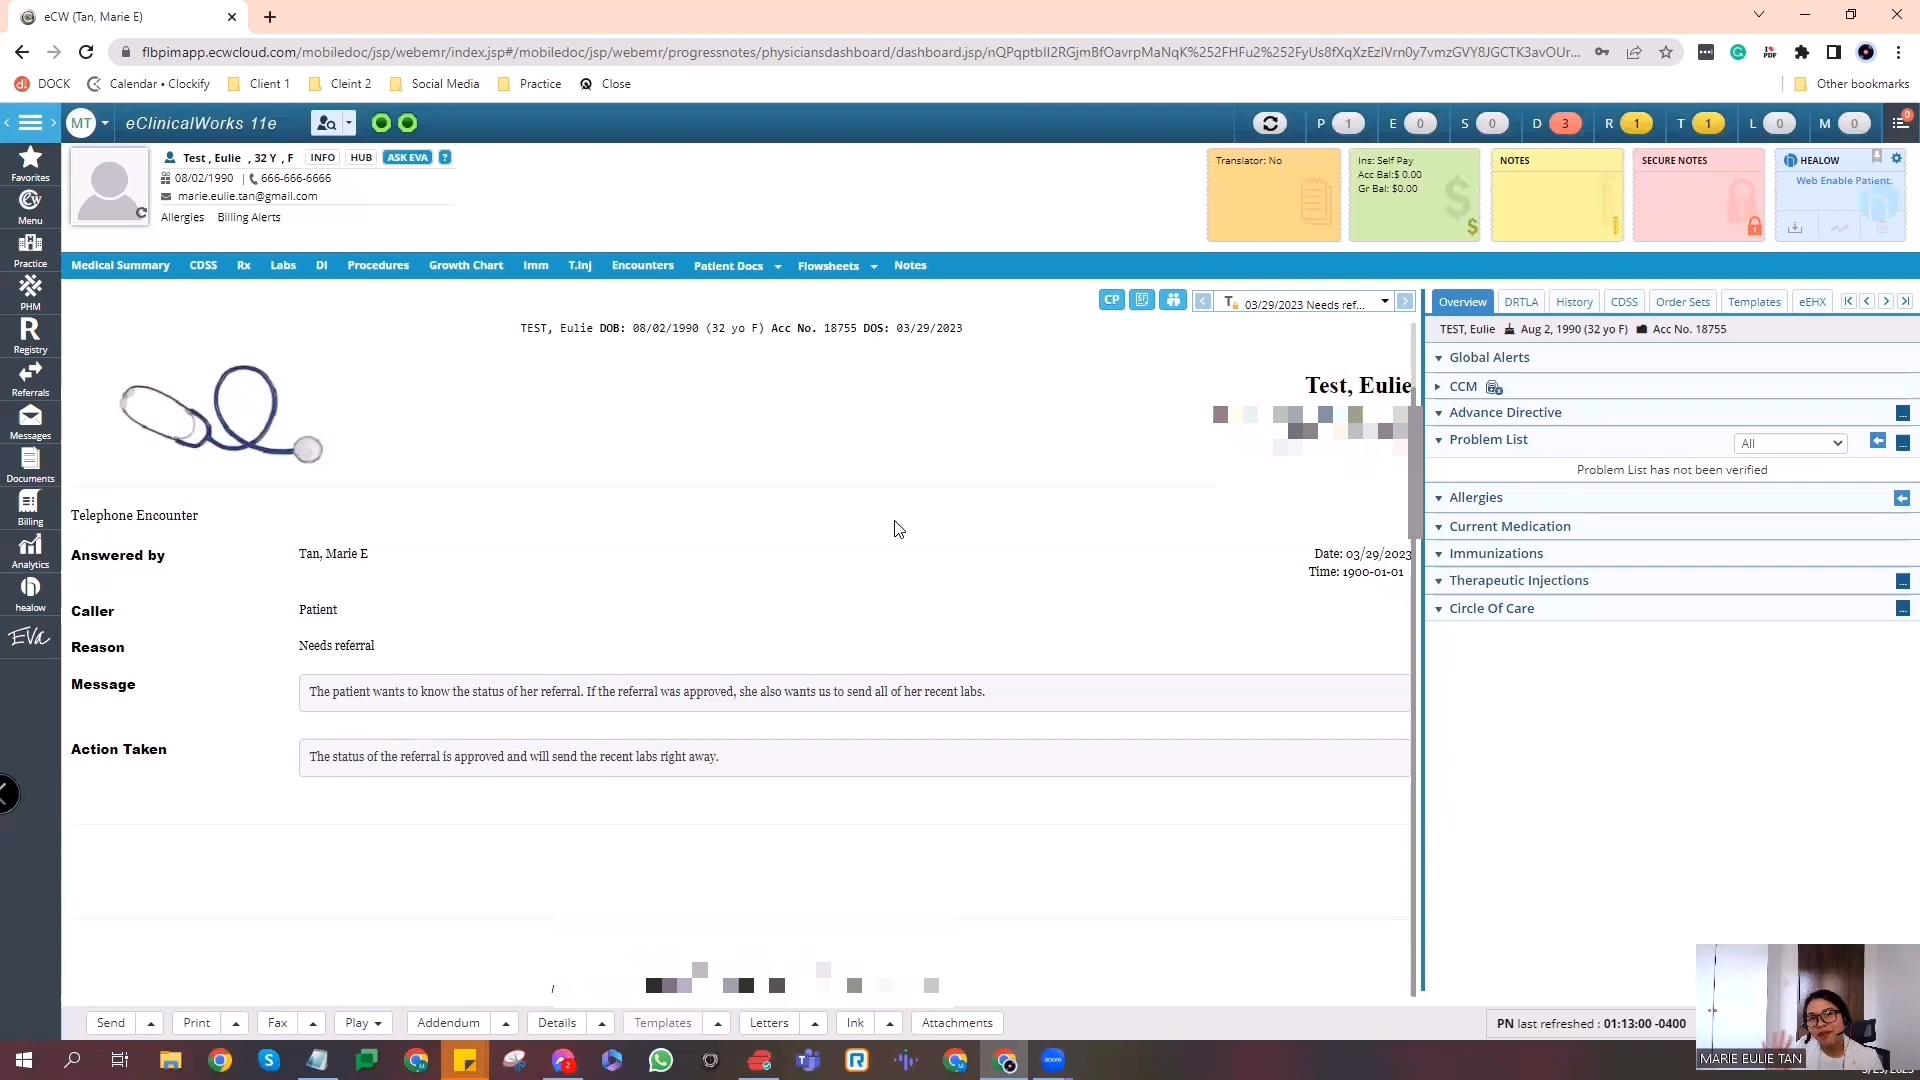 eCW (Tan, Marie E)
flbpimapp.ecwcloud.com/mobiledoc/jsp/webemr/index.jsp#/mobiledoc/jsp/webemr/progressnotes/physiciansdashboard/dashboard.jsp/
DOCK
Calendar • Clockify
Client 1
Cleint 2
Social Media
Practice
Close
Other bookmarks
MT
eClinicalWorks 11e
P 1
E 0
S 0
D 3
R 1
T 1
L 0
M 0
0
Favorites
Menu
Practice
PHM
Registry
Referrals
Messages
Documents
Billing
Analytics
healow
EVA
Test , Eulie , 32 Y , F INFO HUB ASK EVA ?
08/02/1990 | 666-666-6666
marie.eulie.tan@gmail.com
Allergies Billing Alerts
Translator: No
Ins: Self Pay
Acc Bal:$ 0.00
Gr Bal: $0.00
NOTES
SECURE NOTES
HEALOW
Web Enable Patient.
Medical Summary CDSS Rx Labs DI Procedures Growth Chart Imm T.Inj Encounters Patient Docs Flowsheets Notes
CP
T 03/29/2023 Needs ref...
TEST, Eulie DOB: 08/02/1990 (32 yo F) Acc No. 18755 DOS: 03/29/2023
Test, Eulie
Telephone Encounter
Answered by Tan, Marie E Date: 03/29/2023
Time: 1900-01-01
Caller Patient
Reason Needs referral
Message The patient wants to know the status of her referral. If the referral was approved, she also wants us to send all of her recent labs.
Action Taken The status of the referral is approved and will send the recent labs right away.
Overview DRTLA History CDSS Order Sets Templates eEHX
TEST, Eulie Aug 2, 1990 (32 yo F) Acc No. 18755
Global Alerts
CCM
Advance Directive
Problem List All
Problem List has not been verified
Allergies
Current Medication
Immunizations
Therapeutic Injections
Circle Of Care
Send Print Fax Play Addendum Details Templates Letters Ink Attachments
PN last refreshed : 01:13:00 -0400
MARIE EULIE TAN
zoom